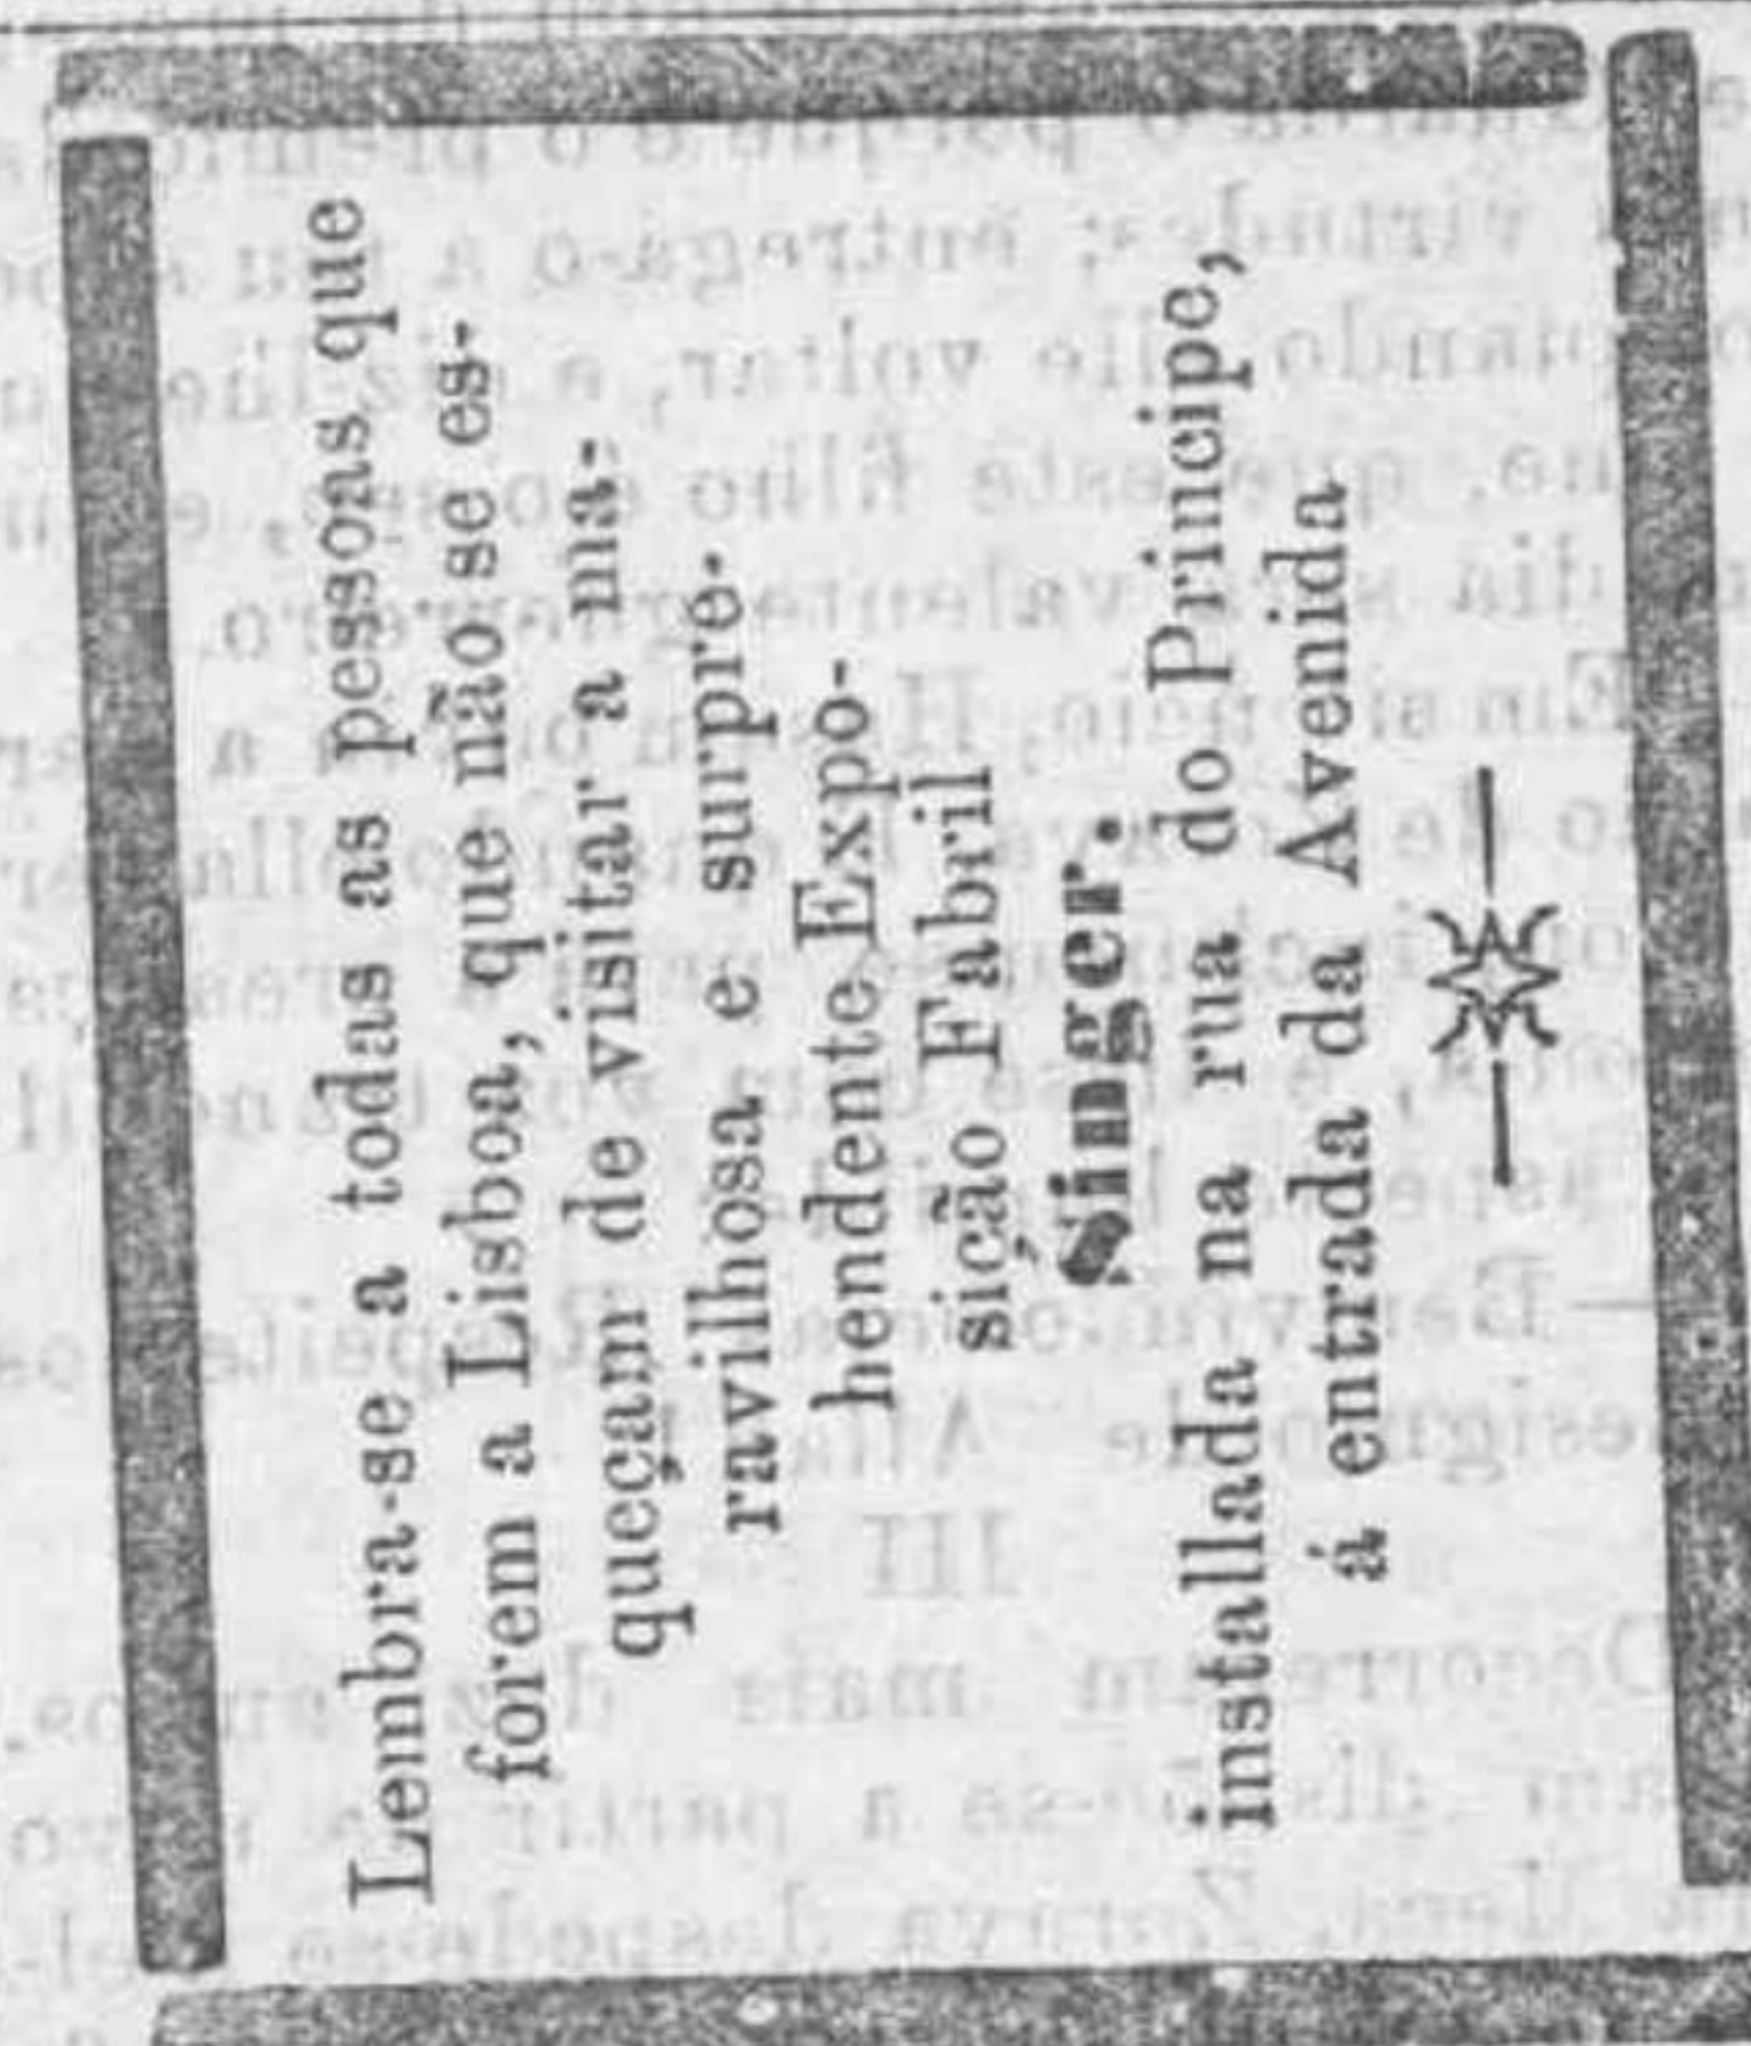 Lembra-se a todas as pessoas que
forem a Lisboa, que não se es-
queçam de visitar a ma-
ravilhosa e surpre-
hendente Expo-
sição Fabril
Singer.
installada na rua do Principe,
á entrada da Avenida